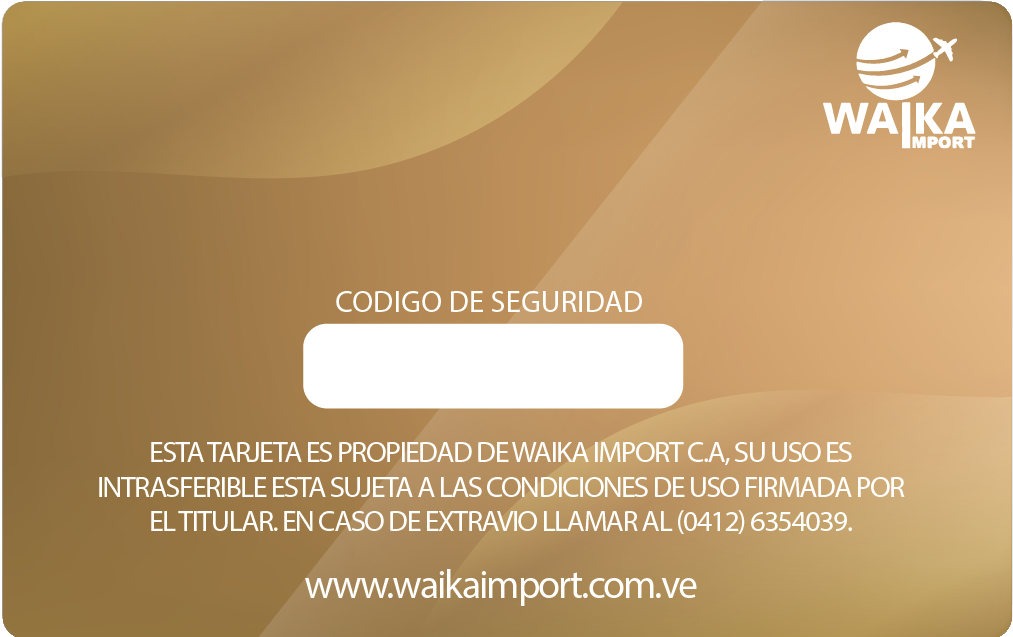 WAIKA
IMPORT
CODIGO DE SEGURIDAD
ESTA TARJETA ES PROPIEDAD DE WAIKA IMPORT C.A, SU USO ES
INTRASFERIBLE ESTA SUJETA A LAS CONDICIONES DE USO FIRMADA POR
EL TITULAR. EN CASO DE EXTRAVIO LLAMAR AL (0412) 6354039.
www.waikaimport.com.ve